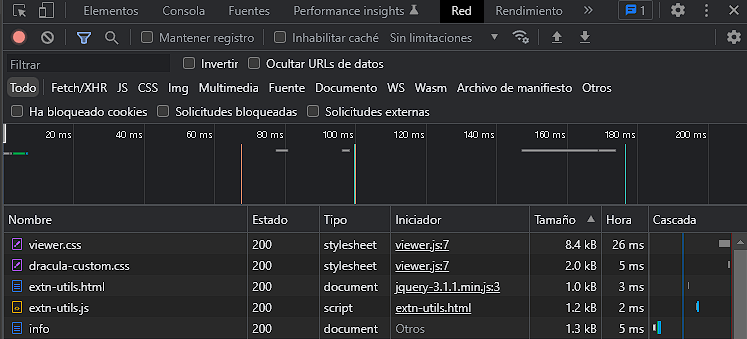 Elementos Consola Fuentes Performance insights Red Rendimiento » 1
Mantener registro Inhabilitar caché Sin limitaciones
Filtrar Invertir Ocultar URLs de datos
Todo Fetch/XHR JS CSS Img Multimedia Fuente Documento WS Wasm Archivo de manifiesto Otros
Ha bloqueado cookies Solicitudes bloqueadas Solicitudes externas
20 ms 40 ms 60 ms 80 ms 100 ms 120 ms 140 ms 160 ms 180 ms 200 ms
Nombre Estado Tipo Iniciador Tamaño Hora Cascada
viewer.css 200 stylesheet viewer.js:7 8.4 kB 26 ms
dracula-custom.css 200 stylesheet viewer.js:7 2.0 kB 5 ms
extn-utils.html 200 document jquery-3.1.1.min.js:3 1.0 kB 3 ms
extn-utils.js 200 script extn-utils.html 1.2 kB 2 ms
info 200 document Otros 1.3 kB 5 ms